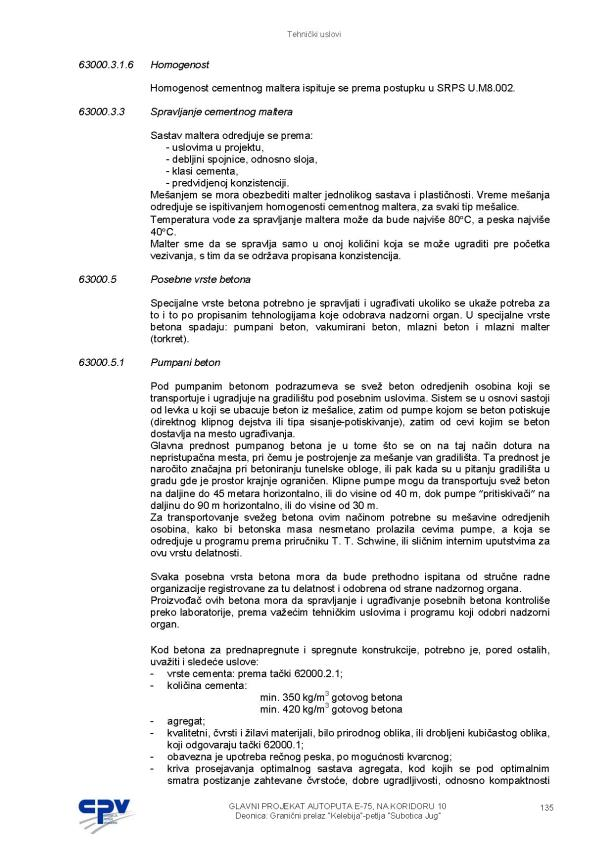 Tehnički uslovi
63000.3.1.6 Homogenost
Homogenost cementnog maltera ispituje se prema postupku u SRPS U.M8.002.
63000.3.3 Spravljanje cementnog maltera
Sastav maltera odredjuje se prema:
- uslovima u projektu,
- debljini spojnice, odnosno sloja,
- klasi cementa,
- predvidjenoj konzistenciji.
Mešanjem se mora obezbediti malter jednolikog sastava i plastičnosti. Vreme mešanja
odredjuje se ispitivanjem homogenosti cementnog maltera, za svaki tip mešalice.
Temperatura vode za spravljanje maltera može da bude najviše 80°C, a peska najviše
40°C.
Malter sme da se spravlja samo u onoj količini koja se može ugraditi pre početka
vezivanja, s tim da se održava propisana konzistencija.
63000.5 Posebne vrste betona
Specijalne vrste betona potrebno je spravljati i ugrađivati ukoliko se ukaže potreba za
to i to po propisanim tehnologijama koje odobrava nadzorni organ. U specijalne vrste
betona spadaju: pumpani beton, vakumirani beton, mlazni beton i mlazni malter
(torkret).
63000.5.1 Pumpani beton
Pod pumpanim betonom podrazumeva se svež beton odredjenih osobina koji se
transportuje i ugradjuje na gradilištu pod posebnim uslovima. Sistem se u osnovi sastoji
od levka u koji se ubacuje beton iz mešalice, zatim od pumpe kojom se beton potiskuje
(direktnog klipnog dejstva ili tipa sisanje-potiskivanje), zatim od cevi kojim se beton
dostavlja na mesto ugrađivanja.
Glavna prednost pumpanog betona je u tome što se on na taj način dotura na
nepristupačna mesta, pri čemu je postrojenje za mešanje van gradilišta. Ta prednost je
naročito značajna pri betoniranju tunelske obloge, ili pak kada su u pitanju gradilišta u
gradu gde je prostor krajnje ograničen. Klipne pumpe mogu da transportuju svež beton
na daljine do 45 metara horizontalno, ili do visine od 40 m, dok pumpe "pritiskivači" na
daljinu do 90 m horizontalno, ili do visine od 30 m.
Za transportovanje svežeg betona ovim načinom potrebne su mešavine odredjenih
osobina, kako bi betonska masa nesmetano prolazila cevima pumpe, a koja se
odredjuje u programu prema priručniku T. T. Schwine, ili sličnim internim uputstvima za
ovu vrstu delatnosti.
Svaka posebna vrsta betona mora da bude prethodno ispitana od stručne radne
organizacije registrovane za tu delatnost i odobrena od strane nadzornog organa.
Proizvođač ovih betona mora da spravljanje i ugrađivanje posebnih betona kontroliše
preko laboratorije, prema važećim tehničkim uslovima i programu koji odobri nadzorni
organ.
Kod betona za prednapregnute i spregnute konstrukcije, potrebno je, pored ostalih,
uvažiti i sledeće uslove:
- vrste cementa: prema tački 62000.2.1;
- količina cementa:
min. 350 kg/m³ gotovog betona
min. 420 kg/m³ gotovog betona
- agregat;
- kvalitetni, čvrsti i žilavi materijali, bilo prirodnog oblika, ili drobljeni kubičastog oblika,
koji odgovaraju tački 62000.1;
- obavezna je upotreba rečnog peska, po mogućnosti kvarcnog;
- kriva prosejavanja optimalnog sastava agregata, kod kojih se pod optimalnim
smatra postizanje zahtevane čvrstoće, dobre ugradljivosti, odnosno kompaktnosti
CPV
GLAVNI PROJEKAT AUTOPUTA E-75, NA KORIDORU 10
Deonica: Granični prelaz "Kelebija"-petlja "Subotica Jug"
135